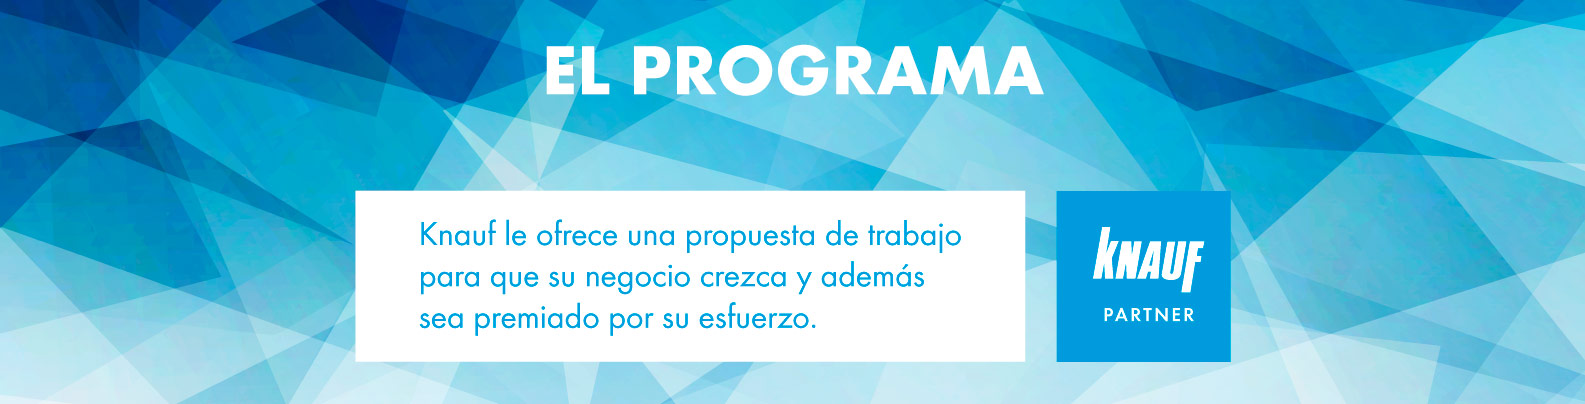 EL PROGRAMA
Knauf le ofrece una propuesta de trabajo
para que su negocio crezca y además
sea premiado por su esfuerzo.
KNAUF
PARTNER